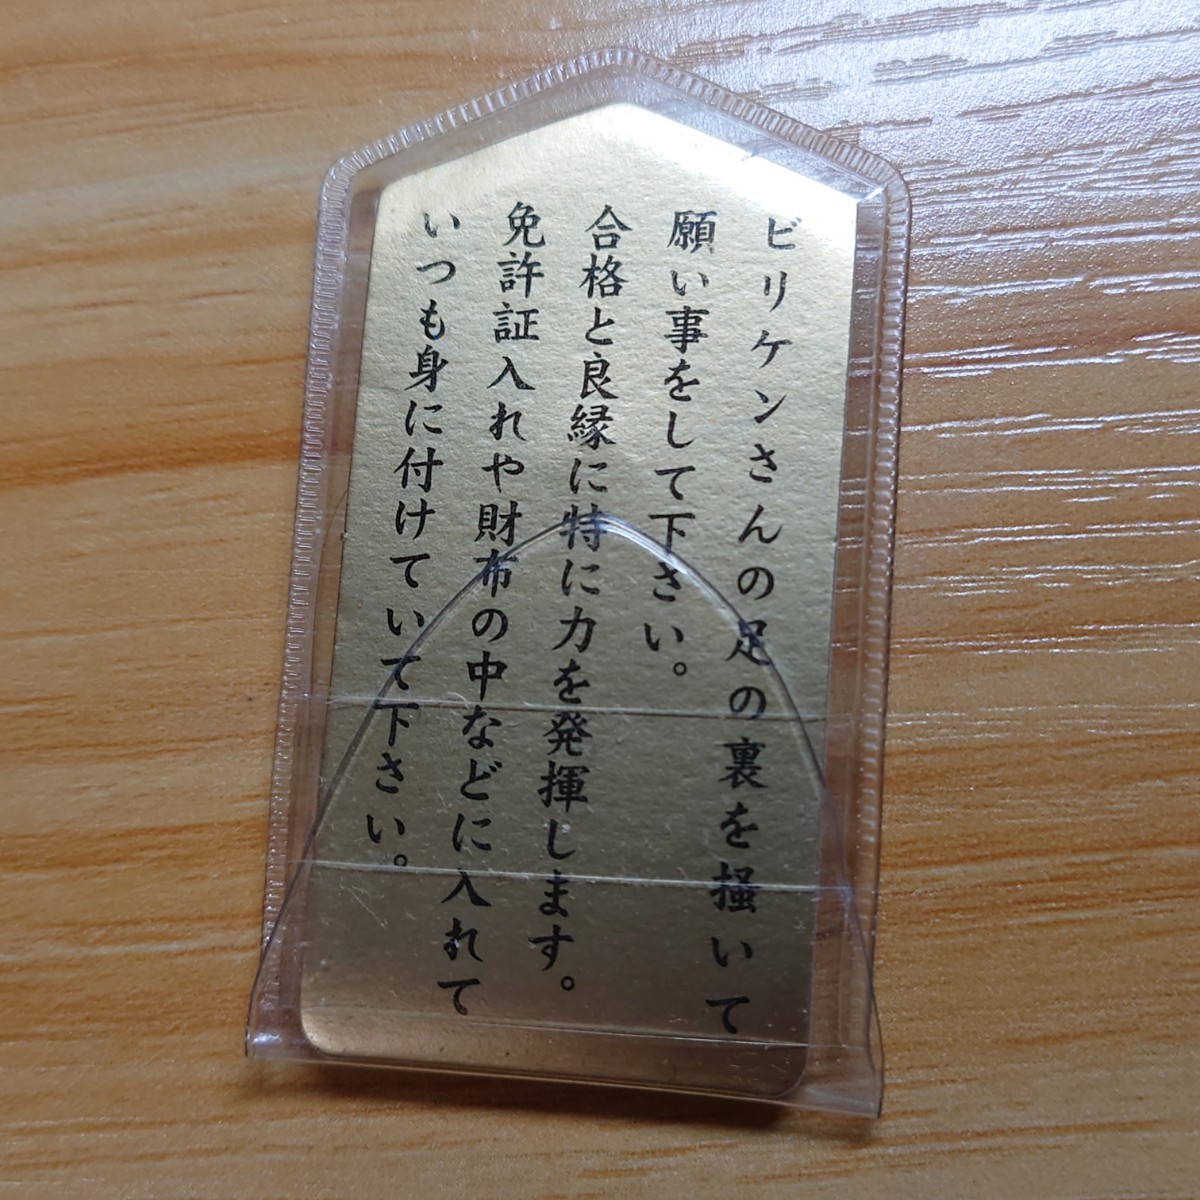 ビリケンさんの足の裏を掻いて
願い事をして下さい。
合格と良縁に特に力を発揮します。
免許証入れや財布の中などに入れて
いつも身に付けていて下さい。